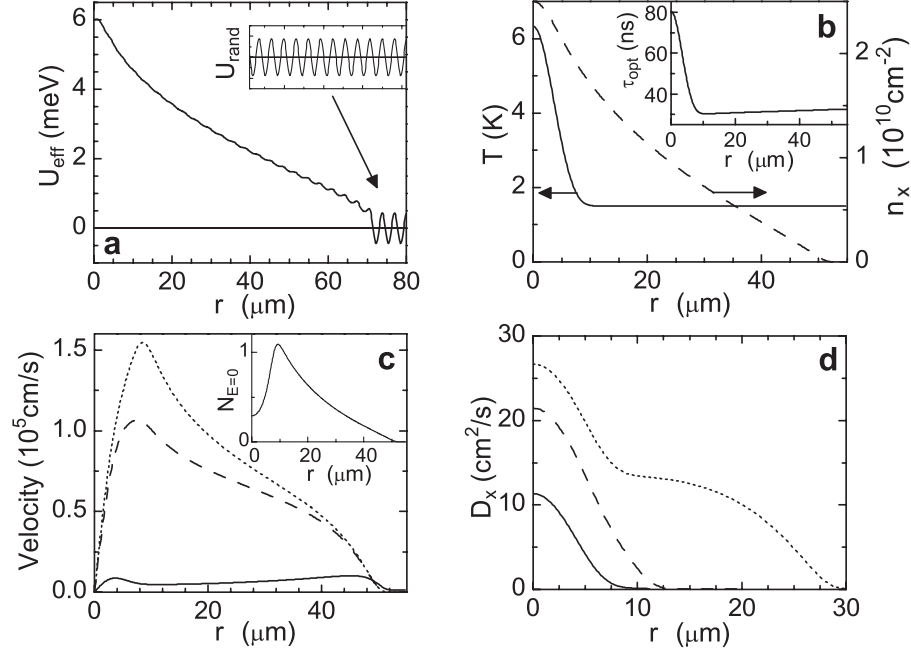 6
4
2
0
U_eff (meV)
U_rand
a
0 20 40 60 80
r (μm)
6
4
2
0
T (K)
80
60
40
τ_opt (ns)
0 20 40
r (μm)
b
2
1
0
n_x (10^10 cm^-2)
0 20 40
r (μm)
1.5
1.0
0.5
0.0
Velocity (10^5 cm/s)
1
0
N_E=0
0 20 40
r (μm)
c
0 20 40
r (μm)
30
20
10
0
D_x (cm^2/s)
d
0 10 20 30
r (μm)